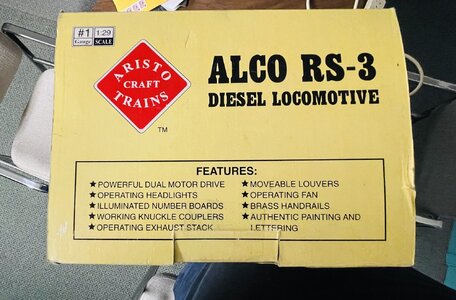 #1 1:29
Gauge SCALE
ARISTO
CRAFT
TRAINS
TM
ALCO RS-3
DIESEL LOCOMOTIVE
FEATURES:
★POWERFUL DUAL MOTOR DRIVE
★OPERATING HEADLIGHTS
★ILLUMINATED NUMBER BOARDS
★WORKING KNUCKLE COUPLERS
★OPERATING EXHAUST STACK
★MOVEABLE LOUVERS
★OPERATING FAN
★BRASS HANDRAILS
★AUTHENTIC PAINTING AND
LETTERING